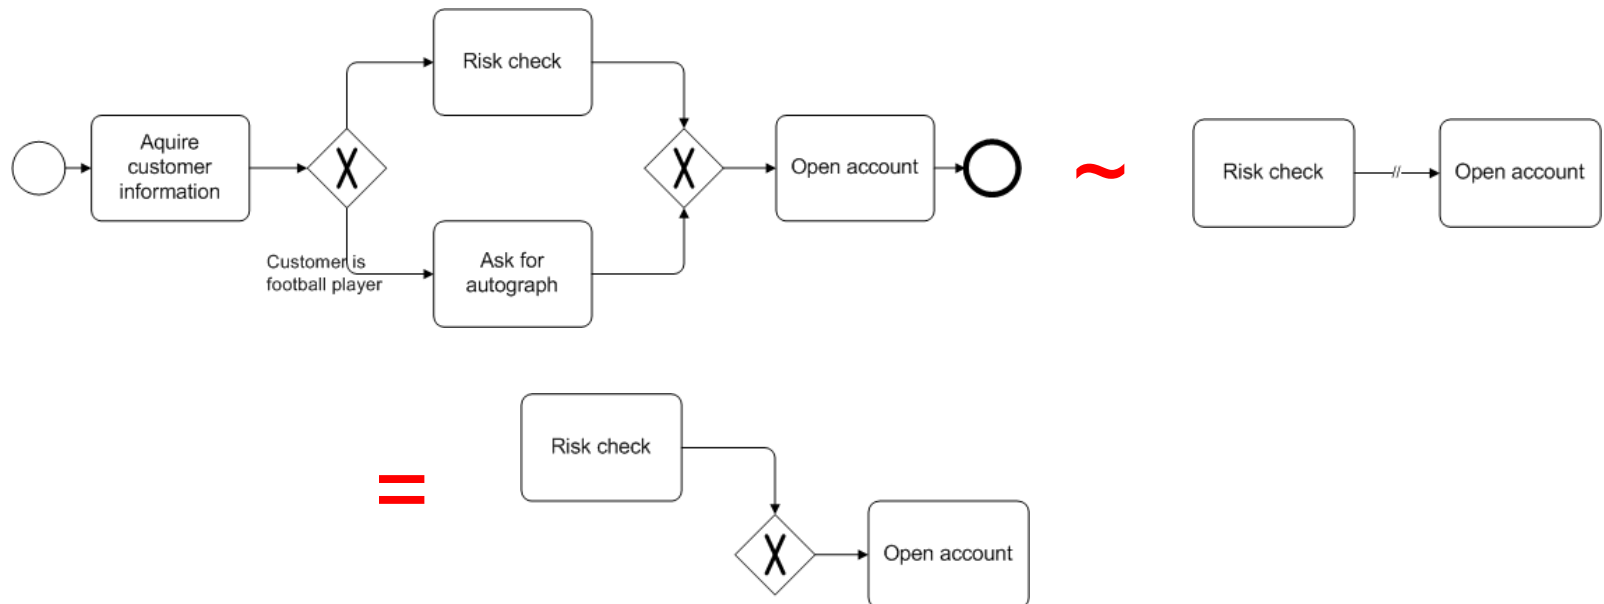 Risk check
Aquire
customer
information
X
X
Open account
~
Risk check
//
Open account
Customer is
football player
Ask for
autograph
=
Risk check
X
Open account